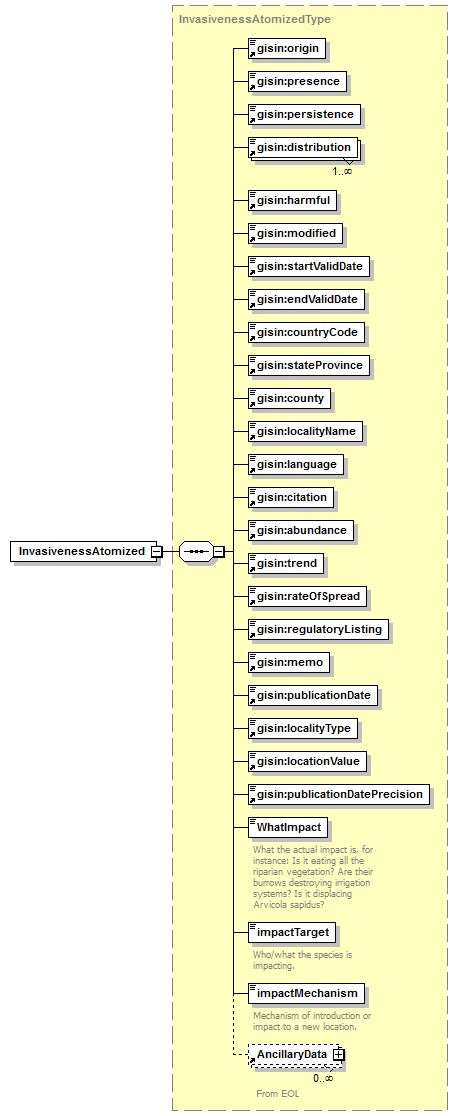 InvasivenessAtomizedType
gisin:origin
gisin:presence
gisin:persistence
gisin:distribution
1..∞
gisin:harmful
gisin:modified
gisin:startValidDate
gisin:endValidDate
gisin:countryCode
gisin:stateProvince
gisin:county
gisin:localityName
gisin:language
gisin:citation
gisin:abundance
InvasivenessAtomized
gisin:trend
gisin:rateOfSpread
gisin:regulatoryListing
gisin:memo
gisin:publicationDate
gisin:localityType
gisin:locationValue
gisin:publicationDatePrecision
WhatImpact
What the actual impact is, for
instance: Is it eating all the
riparian vegetation? Are their
burrows destroying irrigation
systems? Is it displacing
Arvicola sapidus?
impactTarget
Who/what the species is
impacting.
impactMechanism
Mechanism of introduction or
impact to a new location.
AncillaryData
0..∞
From EOL